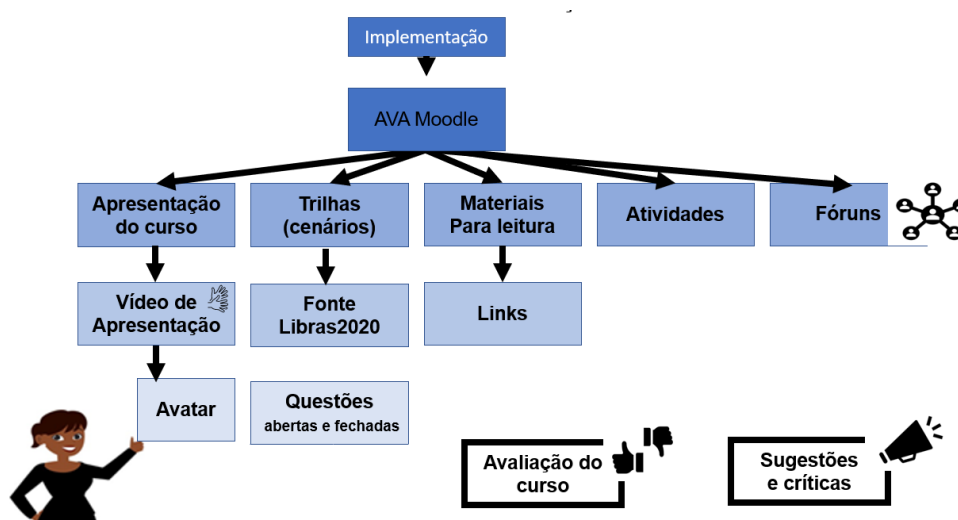 Implementação
AVA Moodle
Apresentação
do curso
Trilhas
(cenários)
Materiais
Para leitura
Atividades
Fóruns
Vídeo de
Apresentação
Fonte
Libras2020
Links
Avatar
Questões
abertas e fechadas
Avaliação do
curso
Sugestões
e críticas